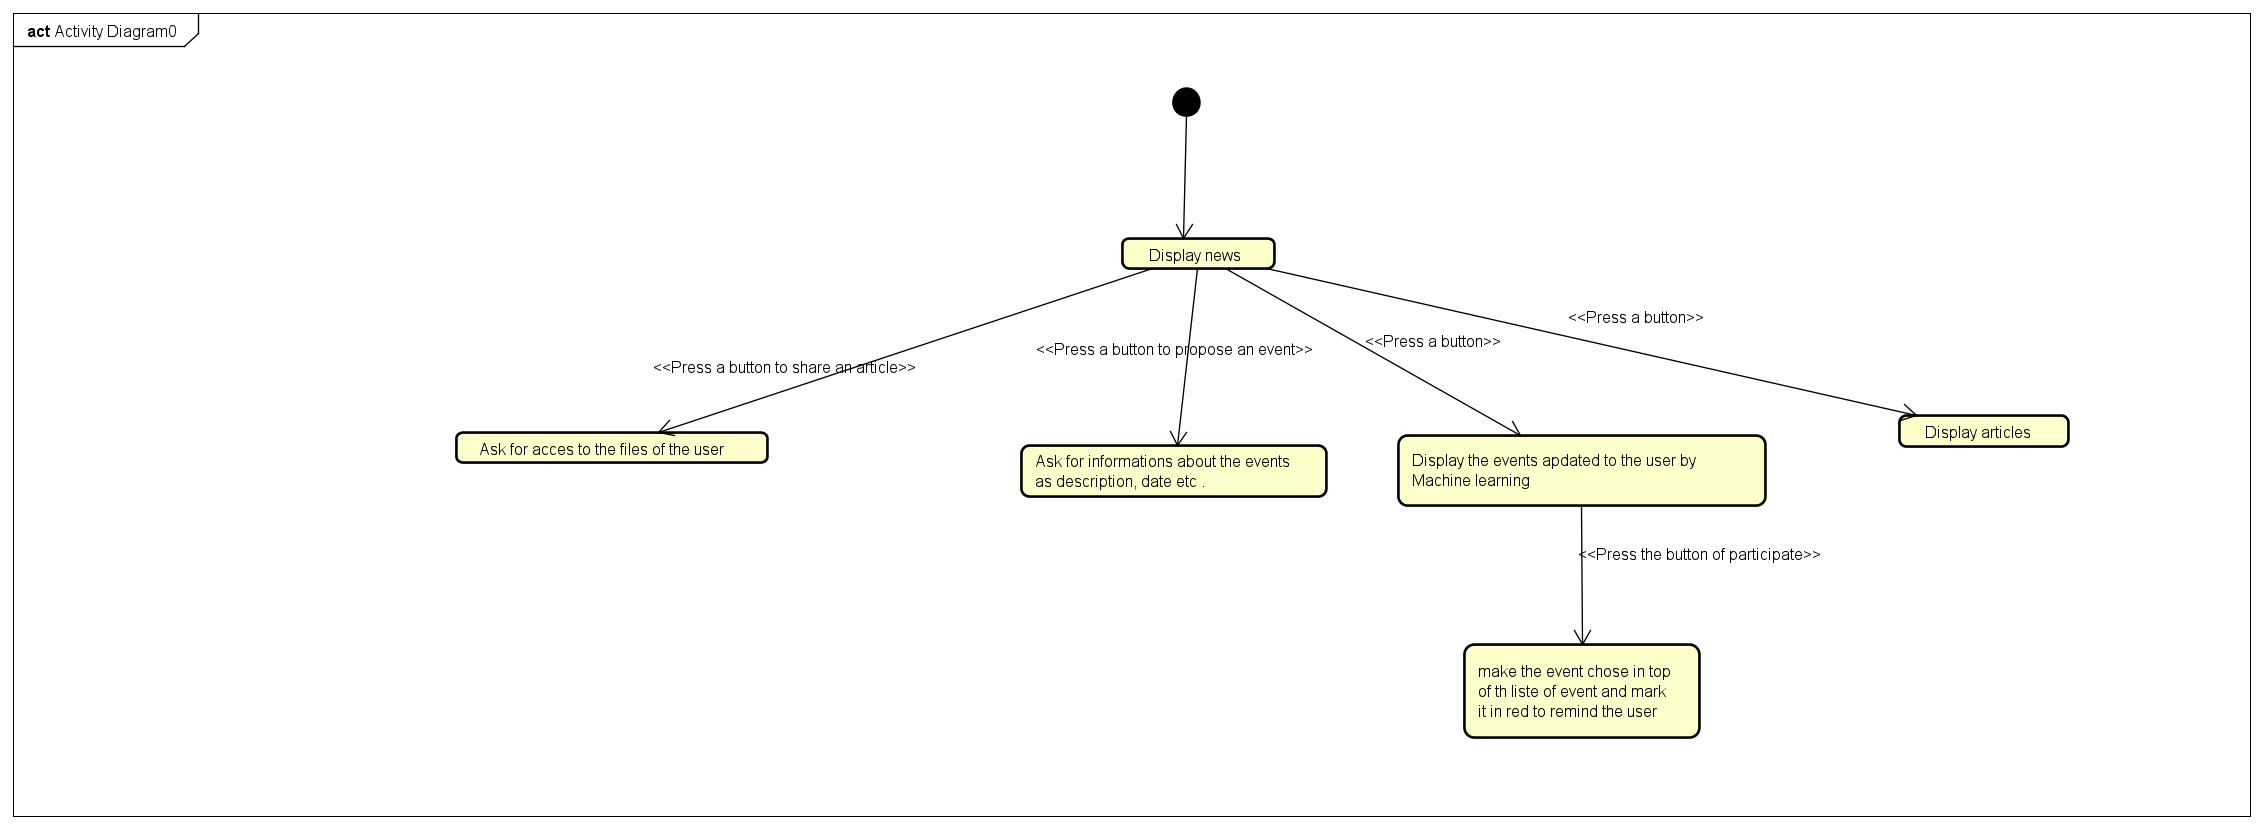 act Activity Diagram0
Display news
<<Press a button>>
<<Press a button>>
<<Press a button to propose an event>>
<<Press a button to share an article>>
Ask for acces to the files of the user
Ask for informations about the events
as description, date etc .
Display the events apdated to the user by
Machine learning
Display articles
<<Press the button of participate>>
make the event chose in top
of th liste of event and mark
it in red to remind the user